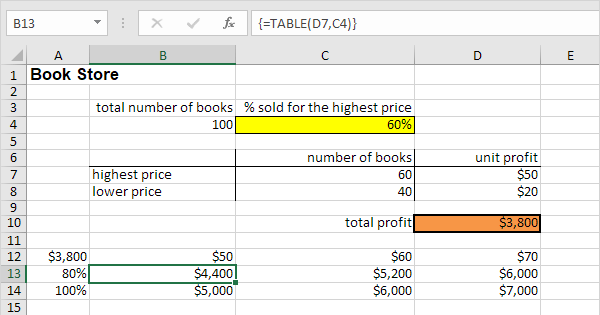 B13 fx {=TABLE(D7,C4)}
A B C D E
1 Book Store
2
3 total number of books % sold for the highest price
4 100 60%
5
6 number of books unit profit
7 highest price 60 $50
8 lower price 40 $20
9
10 total profit $3,800
11
12 $3,800 $50 $60 $70
13 80% $4,400 $5,200 $6,000
14 100% $5,000 $6,000 $7,000
15